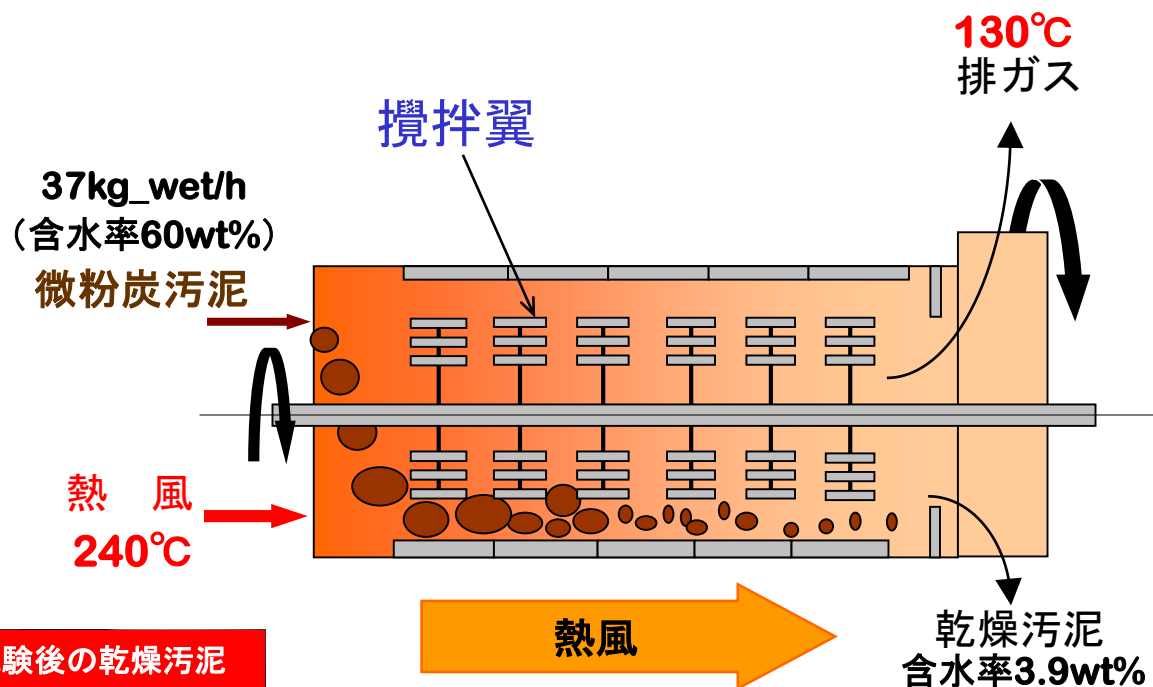 130℃
排ガス
攪拌翼
37kg_wet/h
（含水率60wt%）
微粉炭汚泥
熱　風
240℃
熱風
乾燥汚泥
含水率3.9wt%
験後の乾燥汚泥